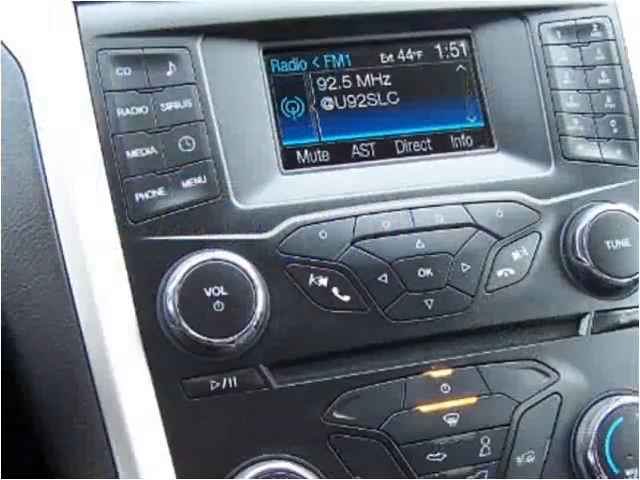 CD
RADIO SIRIUS
MEDIA
PHONE MENU
Radio < FM1 Ext 44°F 1:51
92.5 MHz
@U92SLC
Mute AST Direct Info
VOL
OK
TUNE